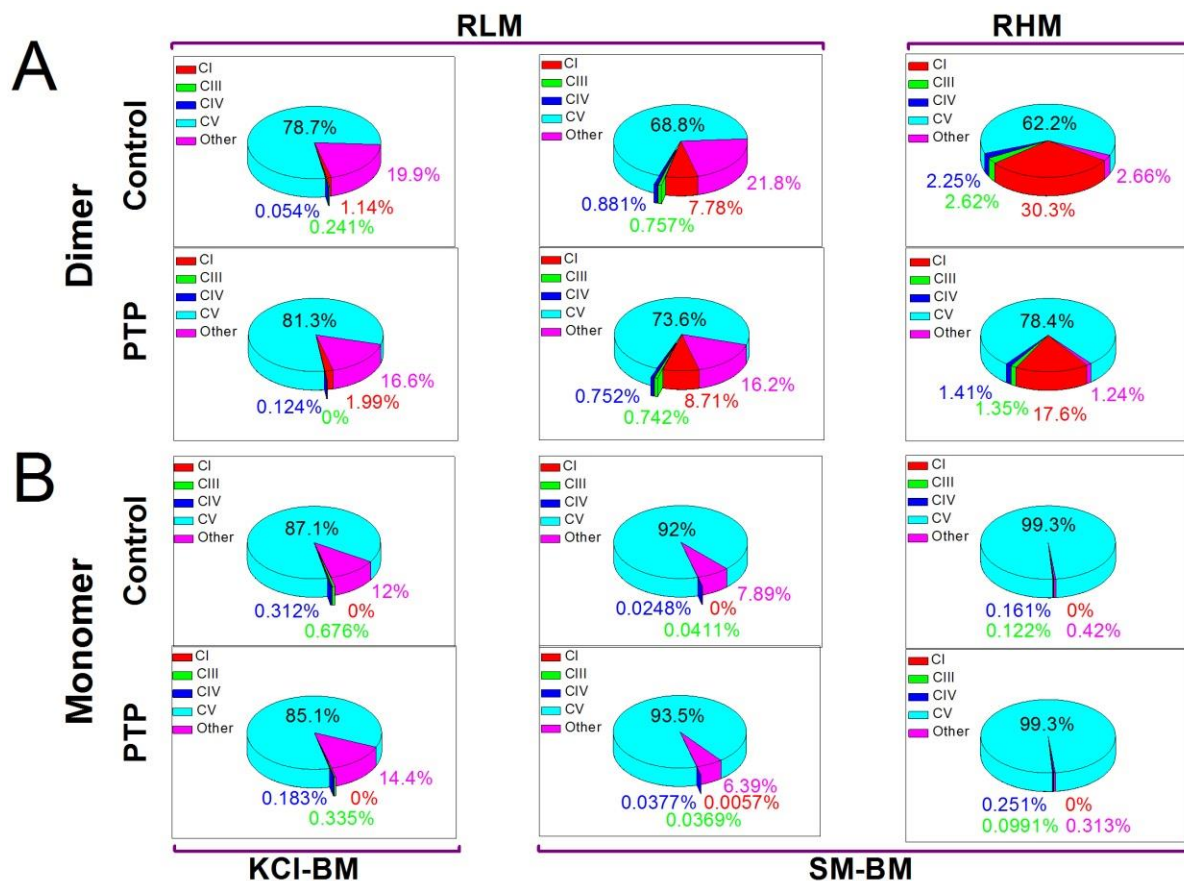 RLM
RHM
A
Dimer
Control
CI
CIII
CIV
CV
Other
78.7%
19.9%
0.054%
1.14%
0.241%
CI
CIII
CIV
CV
Other
68.8%
21.8%
0.881%
7.78%
0.757%
CI
CIII
CIV
CV
Other
62.2%
2.25%
2.66%
2.62%
30.3%
PTP
CI
CIII
CIV
CV
Other
81.3%
16.6%
0.124%
1.99%
0%
CI
CIII
CIV
CV
Other
73.6%
16.2%
0.752%
8.71%
0.742%
CI
CIII
CIV
CV
Other
78.4%
1.41%
1.24%
1.35%
17.6%
B
Monomer
Control
CI
CIII
CIV
CV
Other
87.1%
12%
0.312%
0%
0.676%
CI
CIII
CIV
CV
Other
92%
7.89%
0.0248%
0%
0.0411%
CI
CIII
CIV
CV
Other
99.3%
0.161%
0%
0.122%
0.42%
PTP
CI
CIII
CIV
CV
Other
85.1%
14.4%
0.183%
0%
0.335%
CI
CIII
CIV
CV
Other
93.5%
6.39%
0.0377%
0.0057%
0.0369%
CI
CIII
CIV
CV
Other
99.3%
0.251%
0%
0.0991%
0.313%
KCI-BM
SM-BM